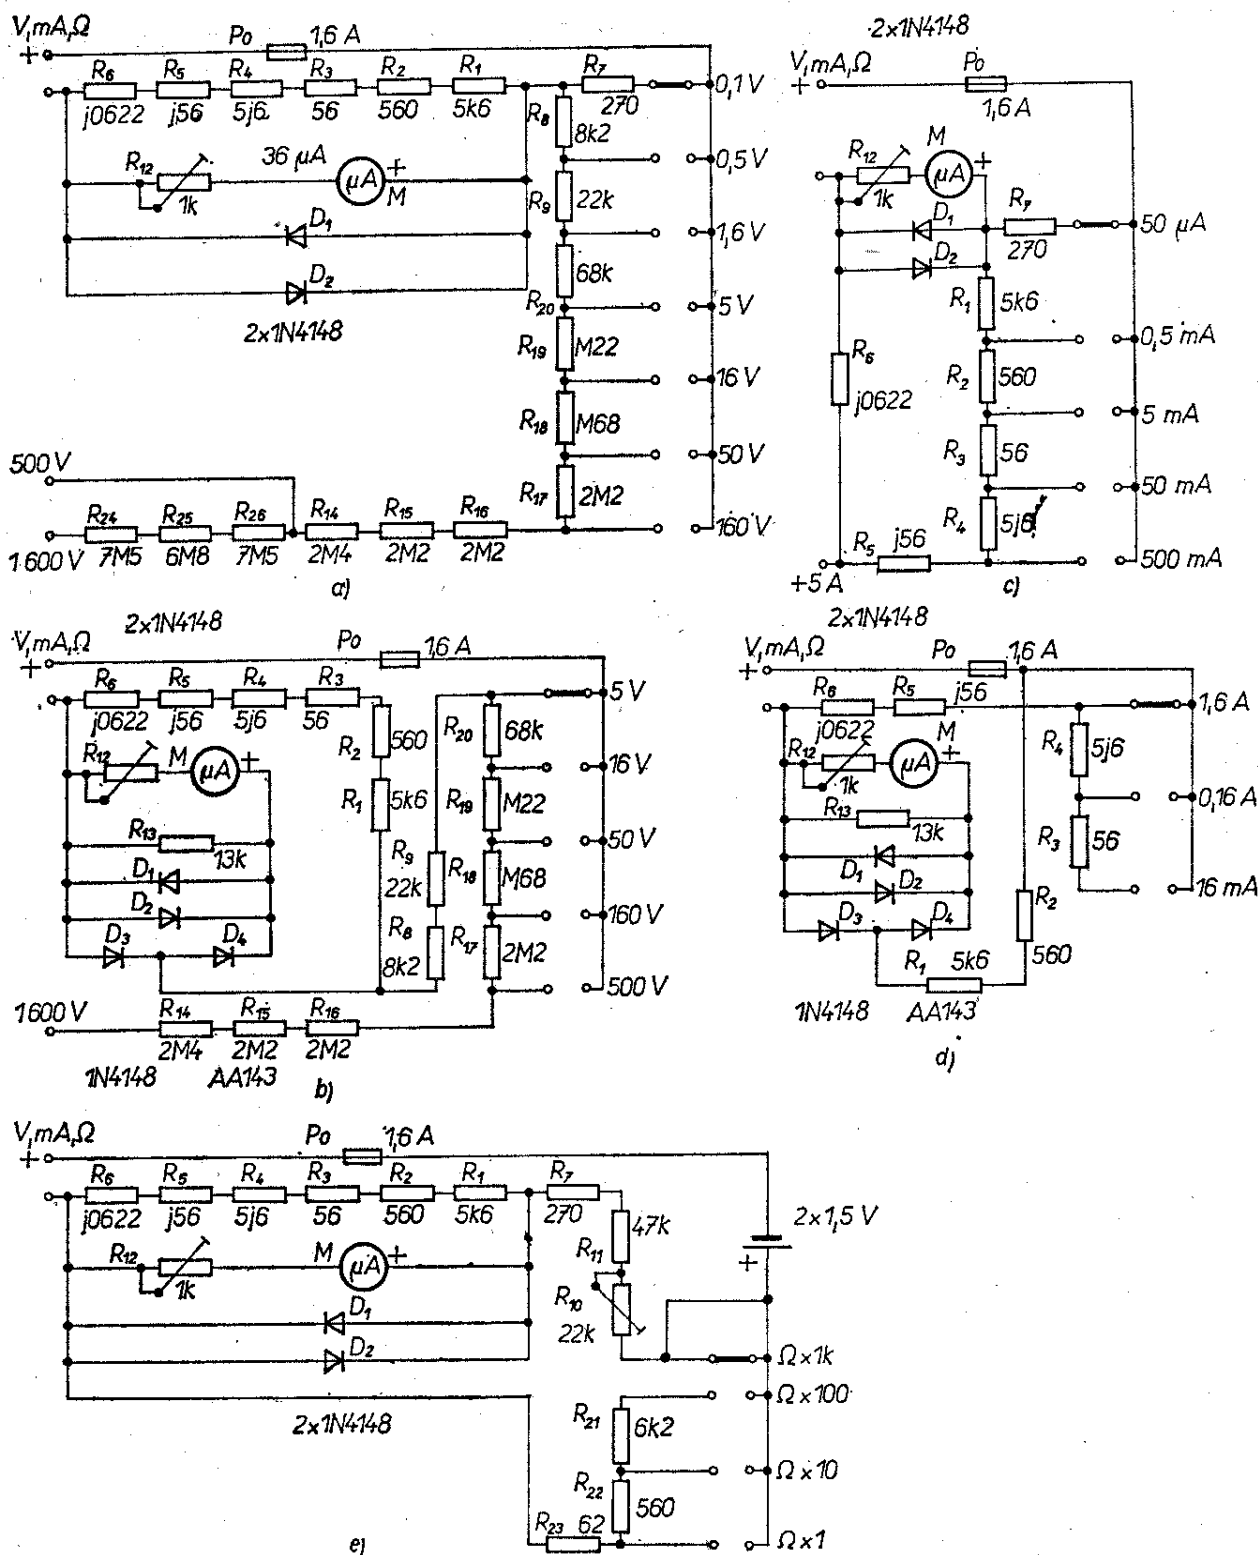 V, mA, Ω
+
Po
1,6 A
R6 R5 R4 R3 R2 R1 R7
j0622 j56 5j6 56 560 5k6 270
0,1 V
R8
8k2
0,5 V
R12
1k
36 µA
µA
+
M
R9
22k
1,6 V
D1
68k
D2
R20
5 V
2x1N4148
R19
M22
16 V
R18
M68
50 V
500 V
R17
2M2
R24 R25 R26 R14 R15 R16
160 V
1600 V
7M5 6M8 7M5 2M4 2M2 2M2
a)
2x1N4148
V, mA, Ω
+
Po
1,6 A
M
R12
1k
µA
+
D1
R7
270
50 µA
D2
R1
5k6
0,5 mA
R6
j0622
R2
560
5 mA
R3
56
50 mA
R4
5j6
R5
j56
+5 A
500 mA
c)
2x1N4148
V, mA, Ω
+
Po
1,6 A
R6 R5 R4 R3
j0622 j56 5j6 56
5 V
R20
68k
R2
560
R12
1k
M
µA
+
16 V
R1
5k6
R19
M22
R13
13k
50 V
R9
22k
R18
M68
D1
D2
160 V
D3
D4
R8
8k2
R17
2M2
500 V
1600 V
R14 R15 R16
2M4 2M2 2M2
1N4148 AA143
b)
2x1N4148
V, mA, Ω
+
Po
1,6 A
R6 R5
j56
j0622
1,6 A
M
R12
1k
µA
+
R4
5j6
0,16 A
R13
13k
R3
56
D1
D2
16 mA
D3
D4
R2
560
R1
5k6
1N4148 AA143
d)
V, mA, Ω
+
Po
1,6 A
R6 R5 R4 R3 R2 R1 R7
j0622 j56 5j6 56 560 5k6 270
47k
2x1,5 V
R12
1k
M
µA
+
R11
+
R10
22k
D1
D2
Ω x1k
Ω x100
2x1N4148
R21
6k2
Ω x10
R22
560
R23
62
Ω x1
e)